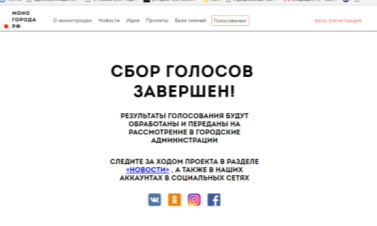 МОНО
ГОРОДА
РФ
О моногородах Новости Идеи Проекты База знаний Голосование
вход/регистрация
СБОР ГОЛОСОВ
ЗАВЕРШЕН!
РЕЗУЛЬТАТЫ ГОЛОСОВАНИЯ БУДУТ
ОБРАБОТАНЫ И ПЕРЕДАНЫ НА
РАССМОТРЕНИЕ В ГОРОДСКИЕ
АДМИНИСТРАЦИИ
СЛЕДИТЕ ЗА ХОДОМ ПРОЕКТА В РАЗДЕЛЕ
«НОВОСТИ» , А ТАКЖЕ В НАШИХ
АККАУНТАХ В СОЦИАЛЬНЫХ СЕТЯХ